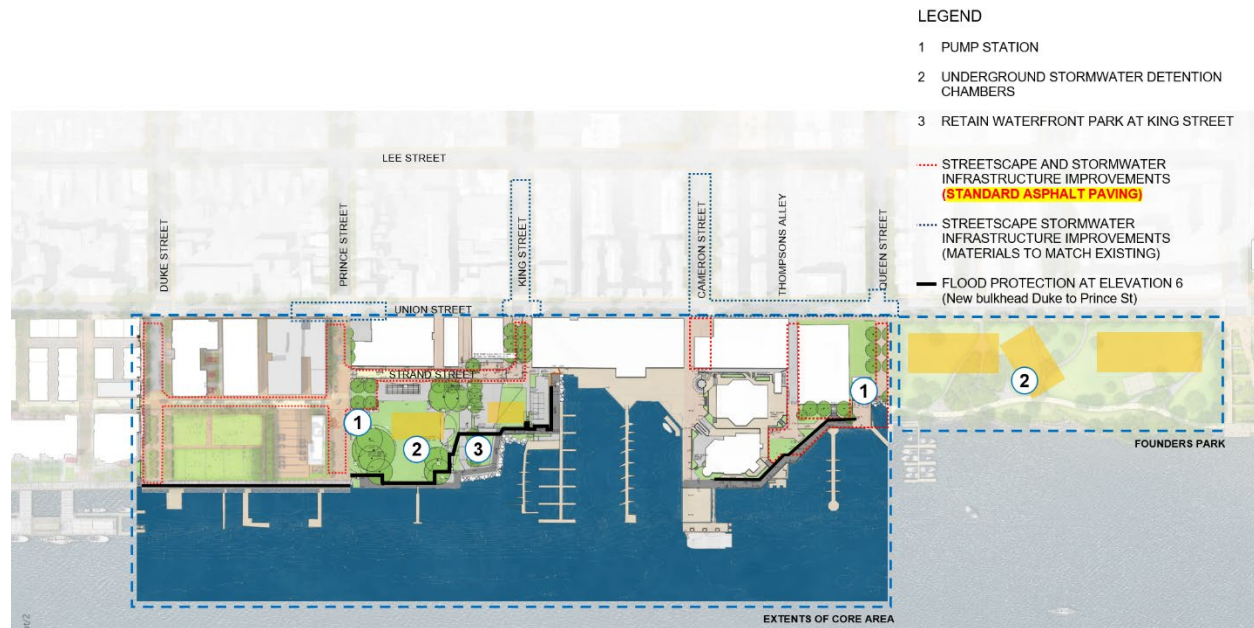 LEGEND
1 PUMP STATION
2 UNDERGROUND STORMWATER DETENTION
CHAMBERS
3 RETAIN WATERFRONT PARK AT KING STREET
STREETSCAPE AND STORMWATER
INFRASTRUCTURE IMPROVEMENTS
(STANDARD ASPHALT PAVING)
STREETSCAPE STORMWATER
INFRASTRUCTURE IMPROVEMENTS
(MATERIALS TO MATCH EXISTING)
FLOOD PROTECTION AT ELEVATION 6
(New bulkhead Duke to Prince St)
LEE STREET
DUKE STREET
PRINCE STREET
KING STREET
CAMERON STREET
THOMPSONS ALLEY
QUEEN STREET
UNION STREET
STRAND STREET
1
2
3
1
2
FOUNDERS PARK
EXTENTS OF CORE AREA